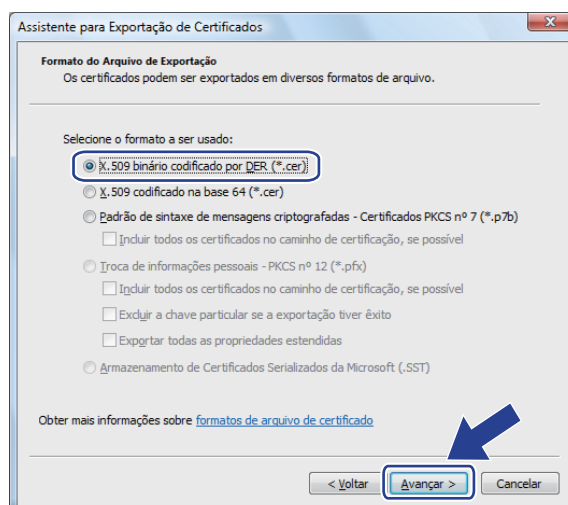 Assistente para Exportação de Certificados
Formato do Arquivo de Exportação
Os certificados podem ser exportados em diversos formatos de arquivo.
Selecione o formato a ser usado:
X.509 binário codificado por DER (*.cer)
X.509 codificado na base 64 (*.cer)
Padrão de sintaxe de mensagens criptografadas - Certificados PKCS nº 7 (*.p7b)
Incluir todos os certificados no caminho de certificação, se possível
Troca de informações pessoais - PKCS nº 12 (*.pfx)
Incluir todos os certificados no caminho de certificação, se possível
Excluir a chave particular se a exportação tiver êxito
Exportar todas as propriedades estendidas
Armazenamento de Certificados Serializados da Microsoft (.SST)
Obter mais informações sobre formatos de arquivo de certificado
< Voltar Avançar > Cancelar